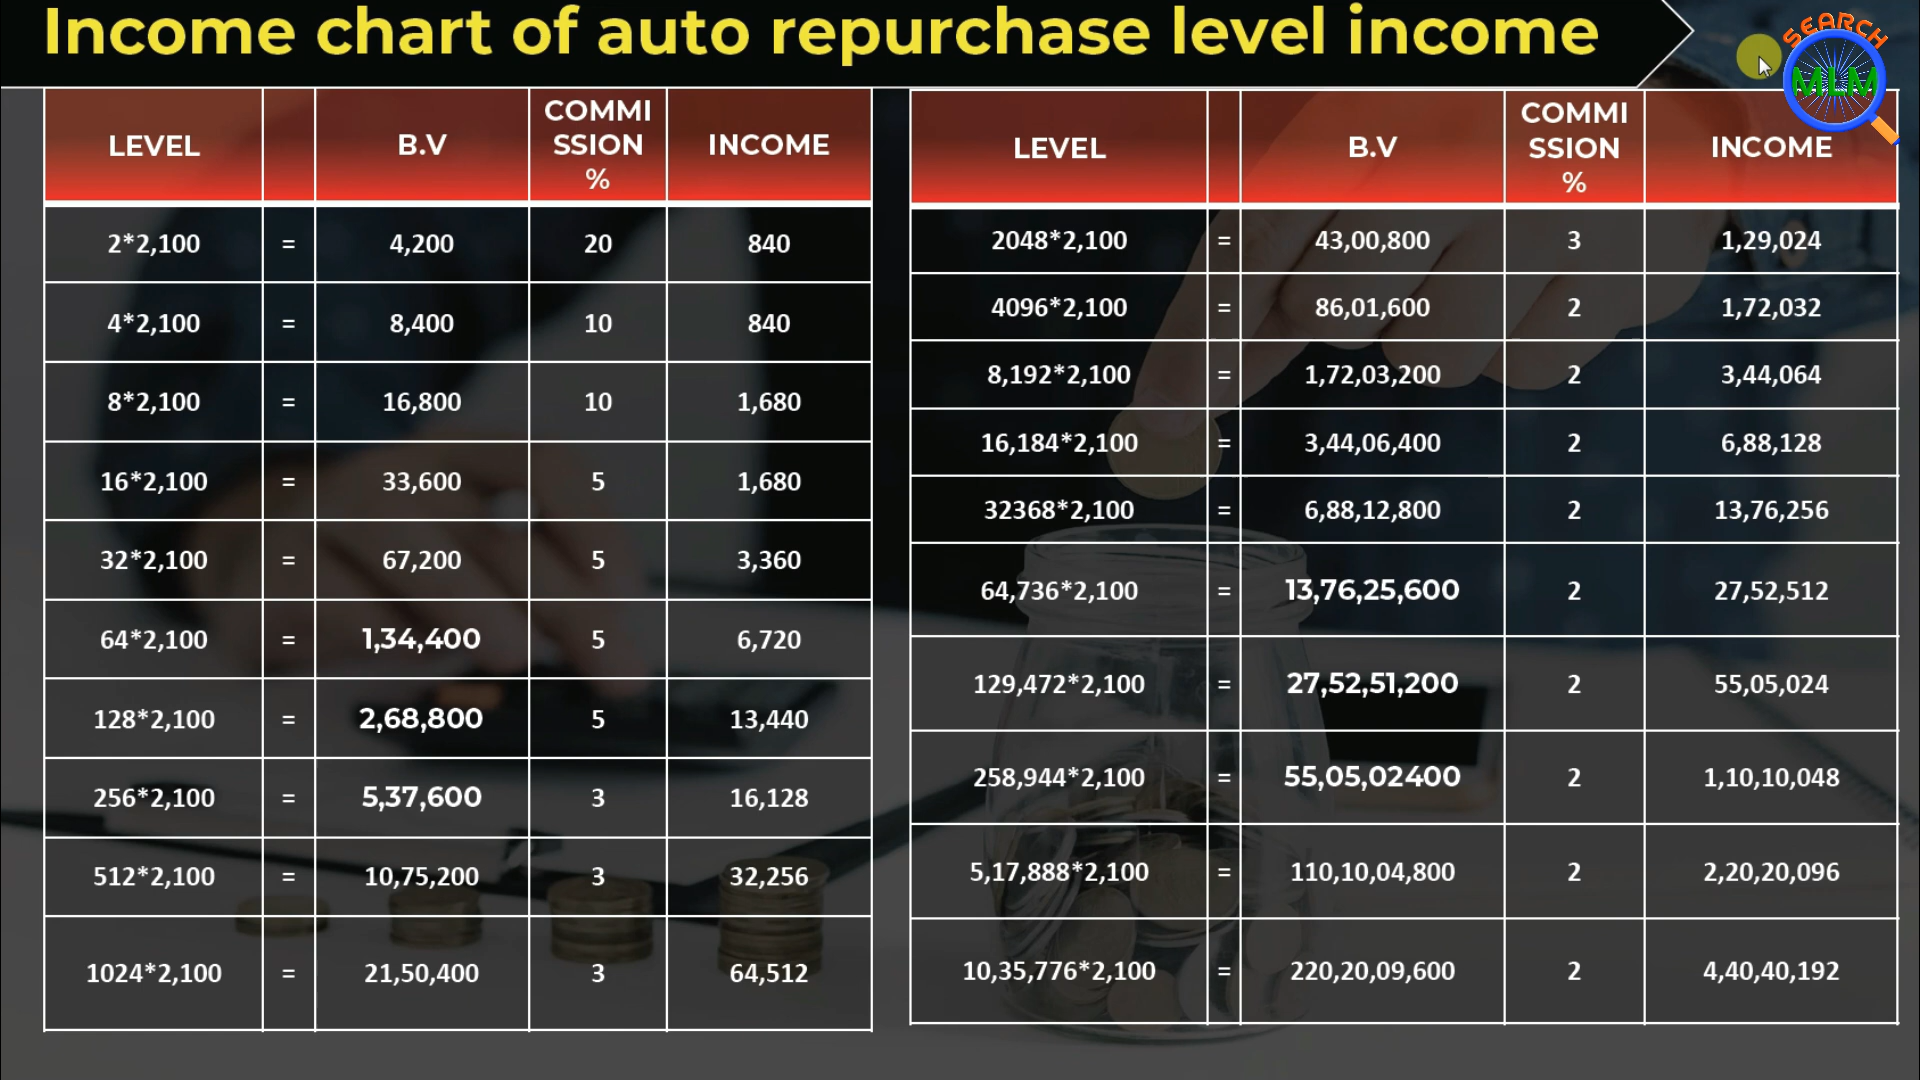 Income chart of auto repurchase level income
SEARCH
MLM
LEVEL B.V COMMI SSION % INCOME
2*2,100 = 4,200 20 840
4*2,100 = 8,400 10 840
8*2,100 = 16,800 10 1,680
16*2,100 = 33,600 5 1,680
32*2,100 = 67,200 5 3,360
64*2,100 = 1,34,400 5 6,720
128*2,100 = 2,68,800 5 13,440
256*2,100 = 5,37,600 3 16,128
512*2,100 = 10,75,200 3 32,256
1024*2,100 = 21,50,400 3 64,512
LEVEL B.V COMMI SSION % INCOME
2048*2,100 = 43,00,800 3 1,29,024
4096*2,100 = 86,01,600 2 1,72,032
8,192*2,100 = 1,72,03,200 2 3,44,064
16,184*2,100 = 3,44,06,400 2 6,88,128
32368*2,100 = 6,88,12,800 2 13,76,256
64,736*2,100 = 13,76,25,600 2 27,52,512
129,472*2,100 = 27,52,51,200 2 55,05,024
258,944*2,100 = 55,05,02400 2 1,10,10,048
5,17,888*2,100 = 110,10,04,800 2 2,20,20,096
10,35,776*2,100 = 220,20,09,600 2 4,40,40,192